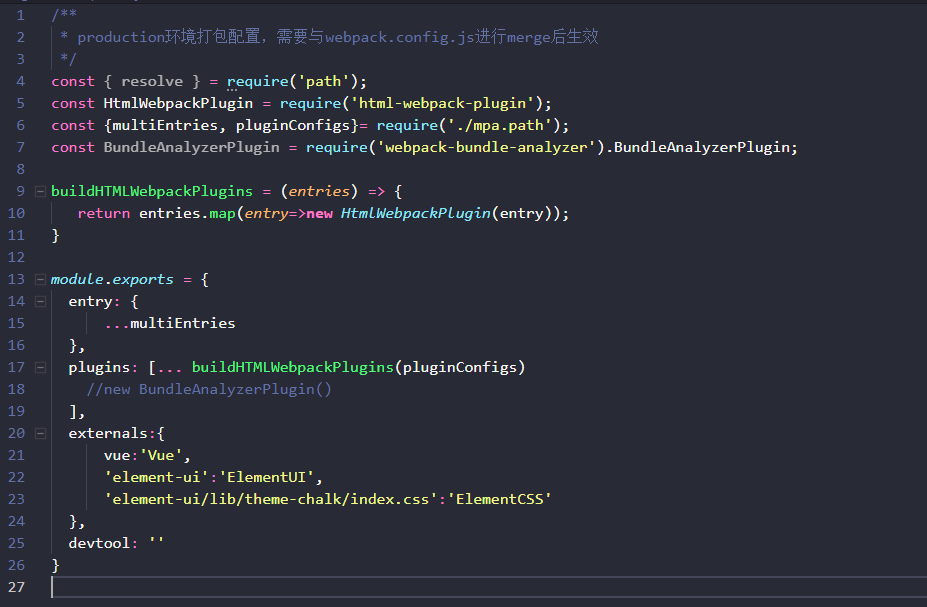 1 /**
2 * production环境打包配置，需要与webpack.config.js进行merge后生效
3 */
4 const { resolve } = require('path');
5 const HtmlWebpackPlugin = require('html-webpack-plugin');
6 const {multiEntries, pluginConfigs}= require('./mpa.path');
7 const BundleAnalyzerPlugin = require('webpack-bundle-analyzer').BundleAnalyzerPlugin;
8
9 buildHTMLWebpackPlugins = (entries) => {
10 return entries.map(entry=>new HtmlWebpackPlugin(entry));
11 }
12
13 module.exports = {
14 entry: {
15 ...multiEntries
16 },
17 plugins: [... buildHTMLWebpackPlugins(pluginConfigs)
18 //new BundleAnalyzerPlugin()
19 ],
20 externals:{
21 vue:'Vue',
22 'element-ui':'ElementUI',
23 'element-ui/lib/theme-chalk/index.css':'ElementCSS'
24 },
25 devtool: ''
26 }
27